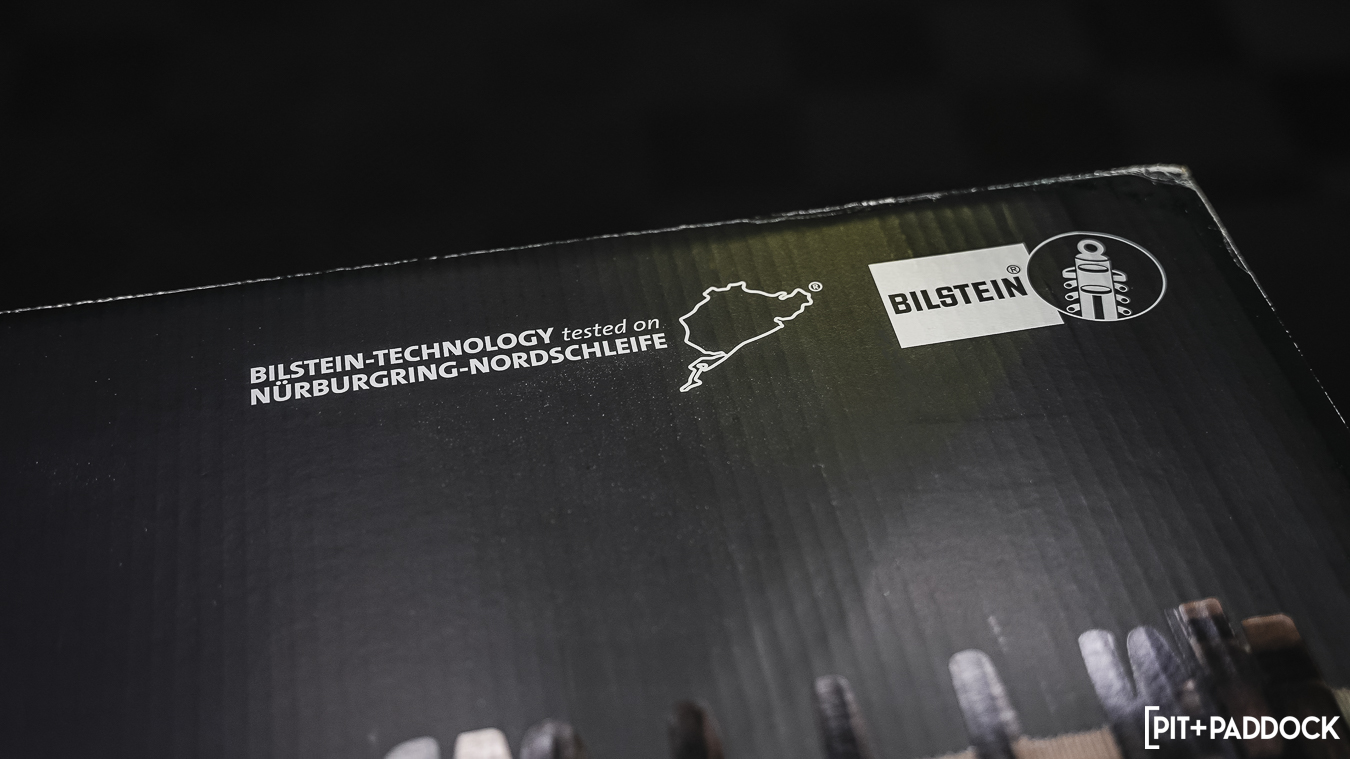 BILSTEIN-TECHNOLOGY tested on
NÜRBURGRING-NORDSCHLEIFE
®
BILSTEIN®
[PIT+PADDOCK